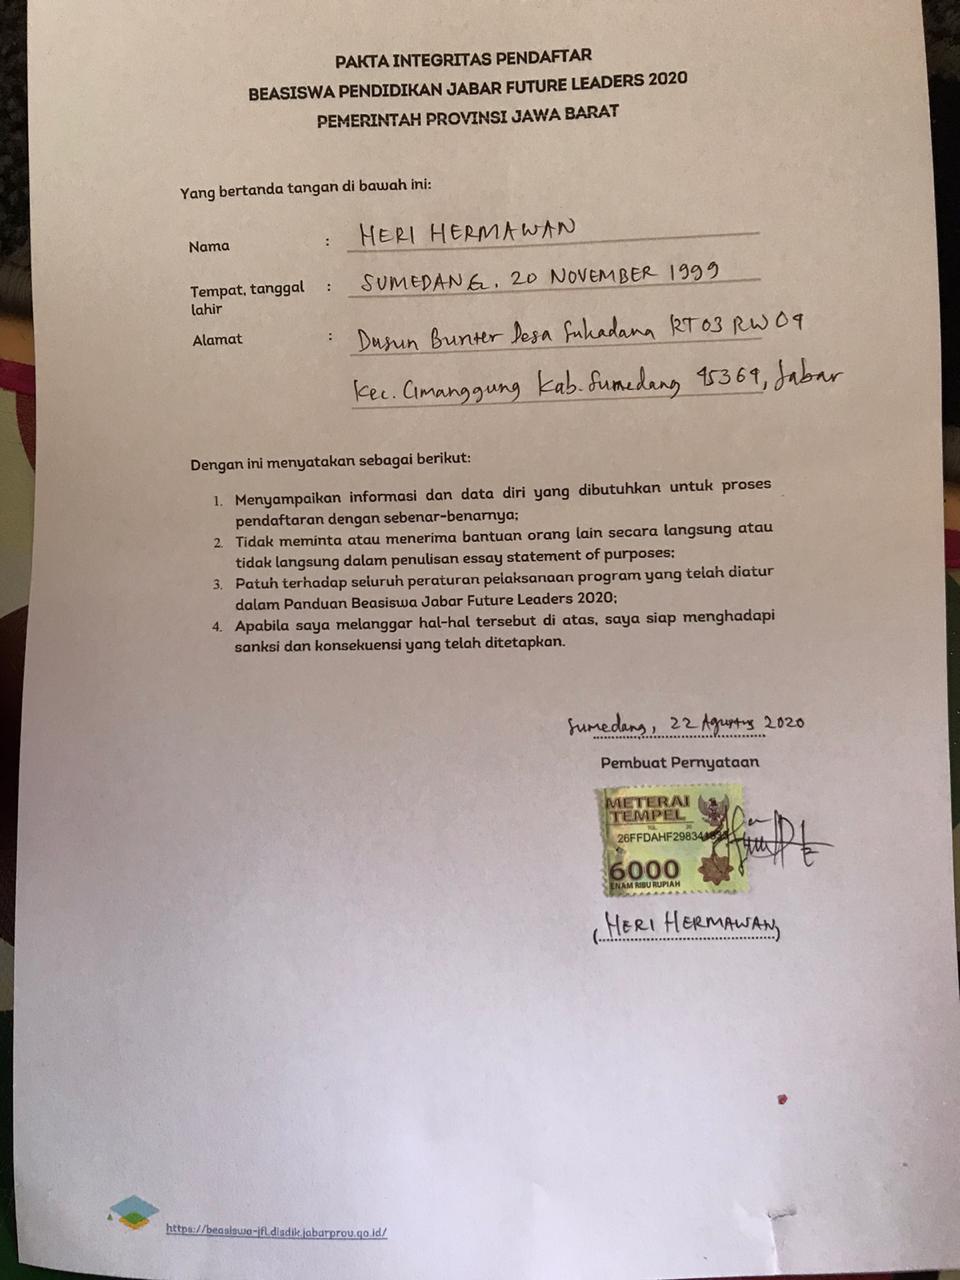 PAKTA INTEGRITAS PENDAFTAR
BEASISWA PENDIDIKAN JABAR FUTURE LEADERS 2020
PEMERINTAH PROVINSI JAWA BARAT
Yang bertanda tangan di bawah ini:
Nama : HERI HERMAWAN
Tempat, tanggal lahir : SUMEDANG, 20 NOVEMBER 1999
Alamat : Dusun Bunter Desa Sukadana RT03 RW09
Kec. Cimanggung Kab. Sumedang 45364, Jabar
Dengan ini menyatakan sebagai berikut:
1. Menyampaikan informasi dan data diri yang dibutuhkan untuk proses
pendaftaran dengan sebenar-benarnya;
2. Tidak meminta atau menerima bantuan orang lain secara langsung atau
tidak langsung dalam penulisan essay statement of purposes;
3. Patuh terhadap seluruh peraturan pelaksanaan program yang telah diatur
dalam Panduan Beasiswa Jabar Future Leaders 2020;
4. Apabila saya melanggar hal-hal tersebut di atas, saya siap menghadapi
sanksi dan konsekuensi yang telah ditetapkan.
Sumedang, 22 Agustus 2020
Pembuat Pernyataan
METERAI
TEMPEL
TGL. 20
6000
ENAM RIBU RUPIAH
(HERI HERMAWAN)
https://beasiswa-jfl.disdik.jabarprov.go.id/